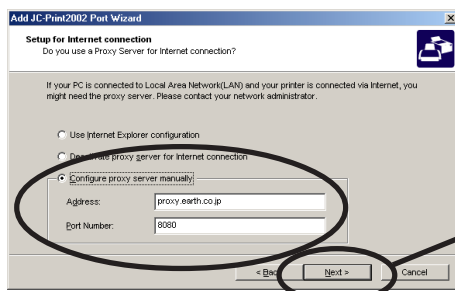 Add JC-Print2002 Port Wizard
Setup for Internet connection
Do you use a Proxy Server for Internet connection?
If your PC is connected to Local Area Network(LAN) and your printer is connected via Internet, you
might need the proxy server. Please contact your network administrator.
Use Internet Explorer configuration
Deactivate proxy server for Internet connection
Configure proxy server manually
Address:
proxy.earth.co.jp
Port Number:
8080
< Back
Next >
Cancel